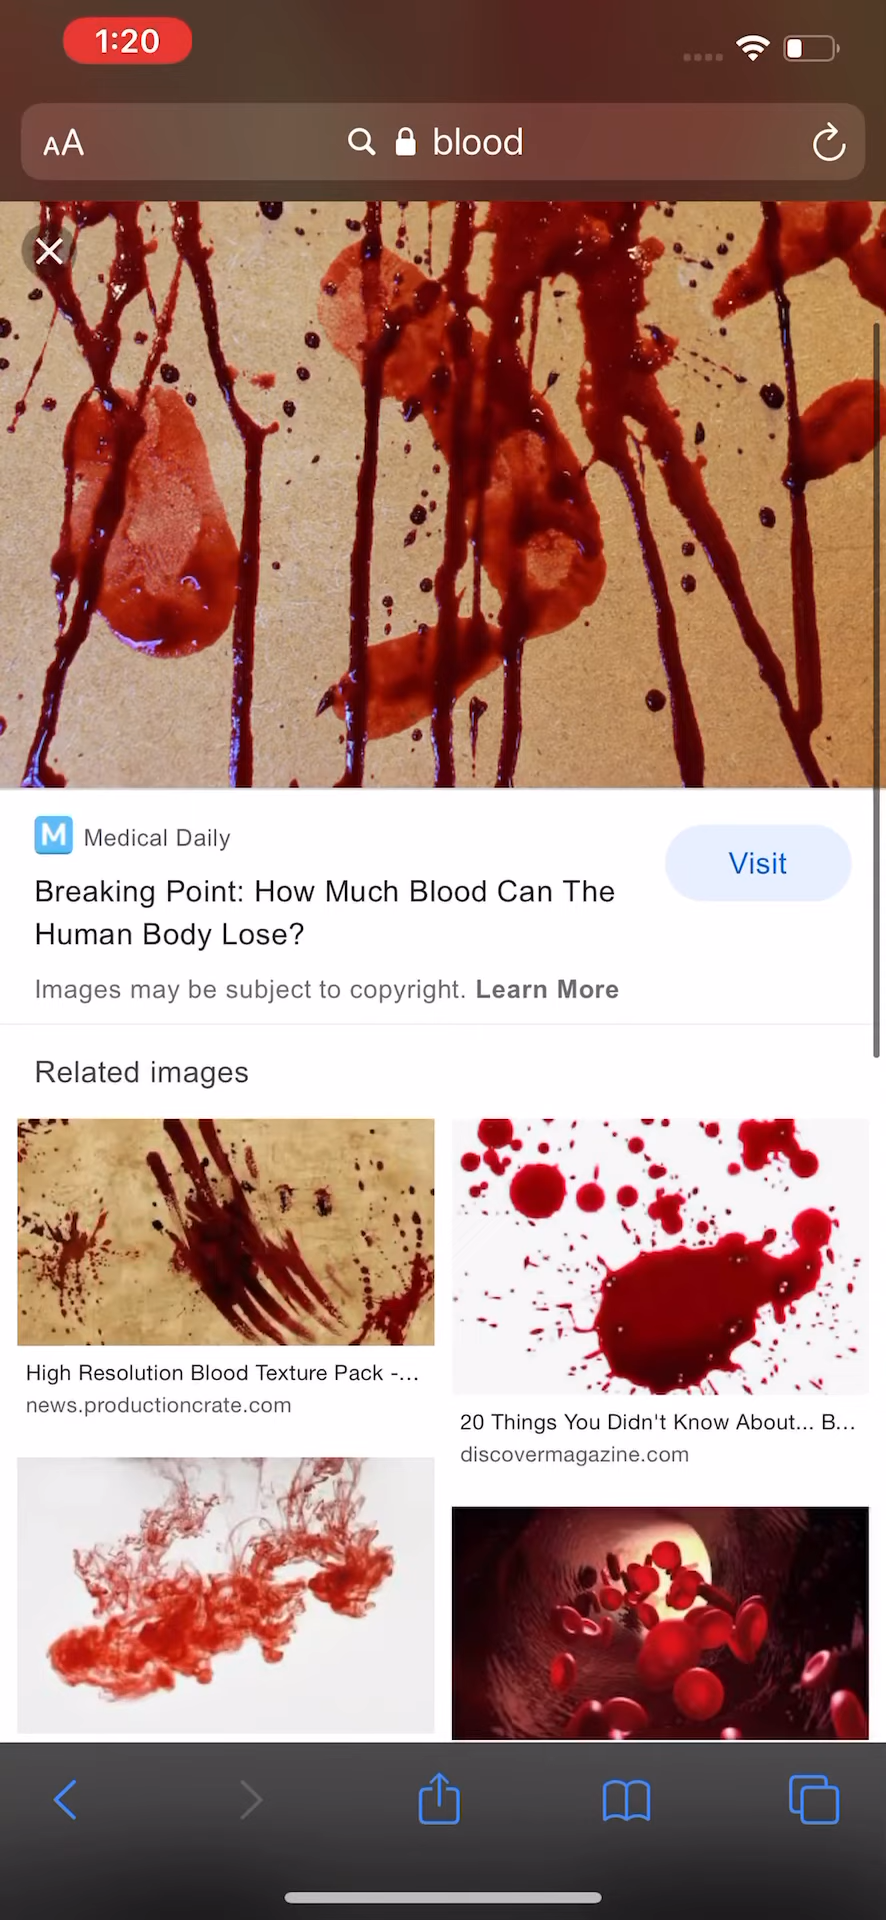 1:20
AA
blood
M Medical Daily
Visit
Breaking Point: How Much Blood Can The
Human Body Lose?
Images may be subject to copyright. Learn More
Related images
High Resolution Blood Texture Pack -...
news.productioncrate.com
20 Things You Didn't Know About... B...
discovermagazine.com